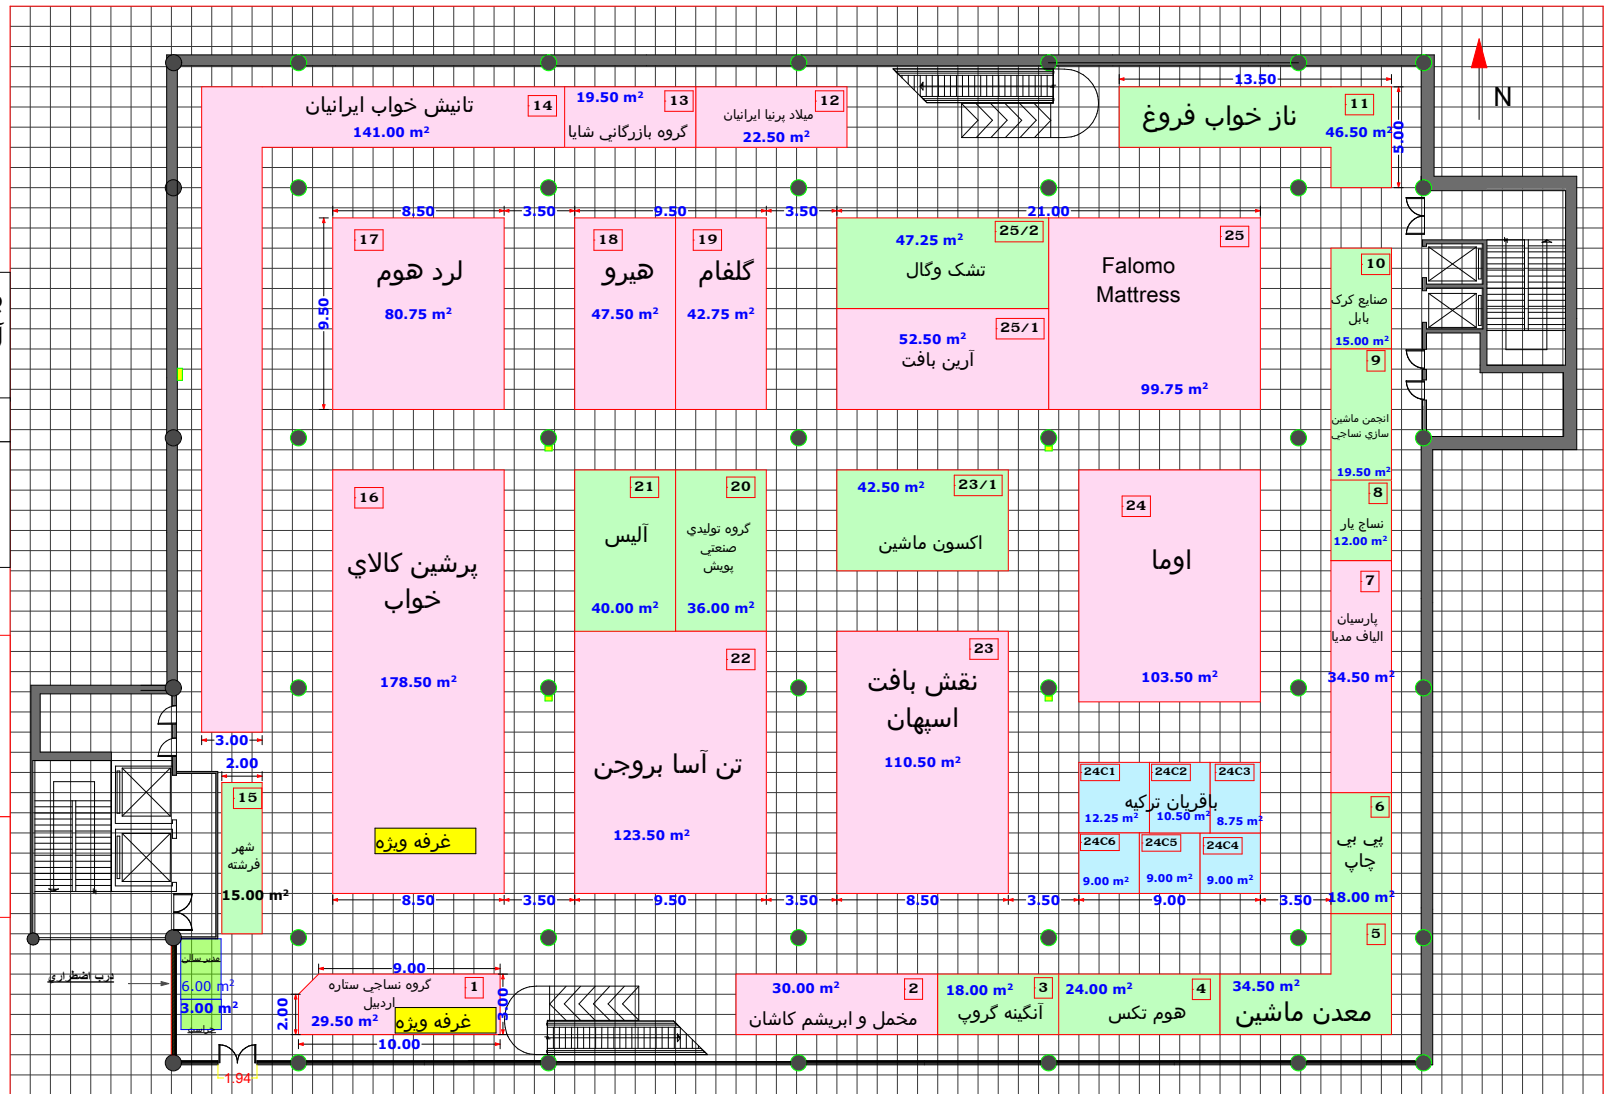 N
13.50
تانيش خواب ايرانيان
14
141.00 m²
19.50 m²
13
گروه بازرگاني شايا
12
ميلاد پرنيا ايرانيان
22.50 m²
ناز خواب فروغ
11
46.50 m²
5.00
8.50
3.50
9.50
3.50
21.00
9.50
17
لرد هوم
80.75 m²
18
هيرو
47.50 m²
19
گلفام
42.75 m²
25/2
47.25 m²
تشک وگال
25/1
52.50 m²
آرين بافت
25
Falomo
Mattress
99.75 m²
10
صنايع کرک
بابل
15.00 m²
9
انجمن ماشين
سازي نساجي
19.50 m²
8
نساج يار
12.00 m²
7
پارسيان
الياف مديا
34.50 m²
16
پرشين کالاي
خواب
178.50 m²
غرفه ويژه
21
آليس
40.00 m²
20
گروه توليدي
صنعتي
پويش
36.00 m²
23/1
42.50 m²
اکسون ماشين
24
اوما
103.50 m²
22
تن آسا بروجن
123.50 m²
23
نقش بافت
اسپهان
110.50 m²
24C1
24C2
24C3
باقريان ترکيه
12.25 m²
10.50 m²
8.75 m²
24C6
24C5
24C4
9.00 m²
9.00 m²
9.00 m²
6
پي بي
چاپ
18.00 m²
3.00
2.00
15
شهر
فرشته
15.00 m²
8.50
3.50
9.50
3.50
8.50
3.50
9.00
3.50
درب اضطراري
مدير سالن
6.00 m²
3.00 m²
حراست
9.00
گروه نساجي ستاره
1
اردبيل
29.50 m²
غرفه ويژه
2.00
3.00
10.00
1.94
30.00 m²
2
مخمل و ابريشم کاشان
18.00 m²
3
آنگينه گروپ
24.00 m²
4
هوم تکس
5
34.50 m²
معدن ماشين